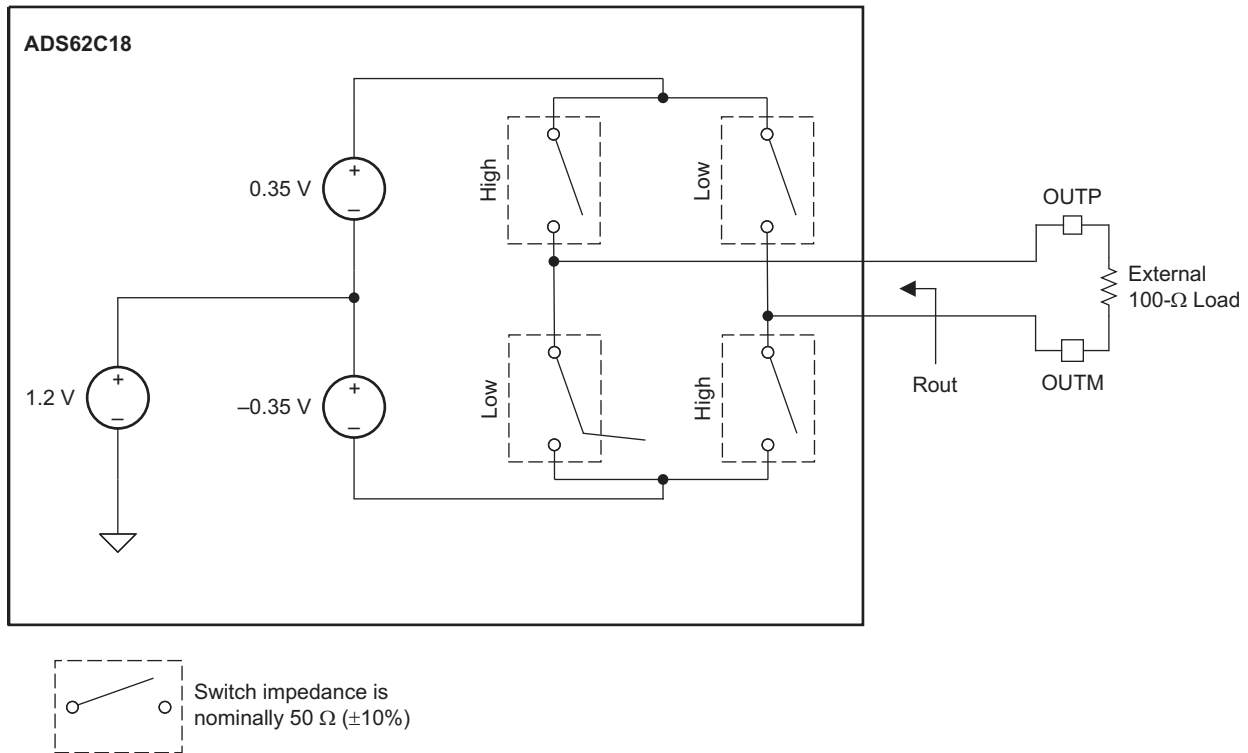 ADS62C18
0.35 V
+
–
High
Low
OUTP
External
100-Ω Load
1.2 V
+
–
–0.35 V
+
–
Low
High
Rout
OUTM
Switch impedance is
nominally 50 Ω (±10%)